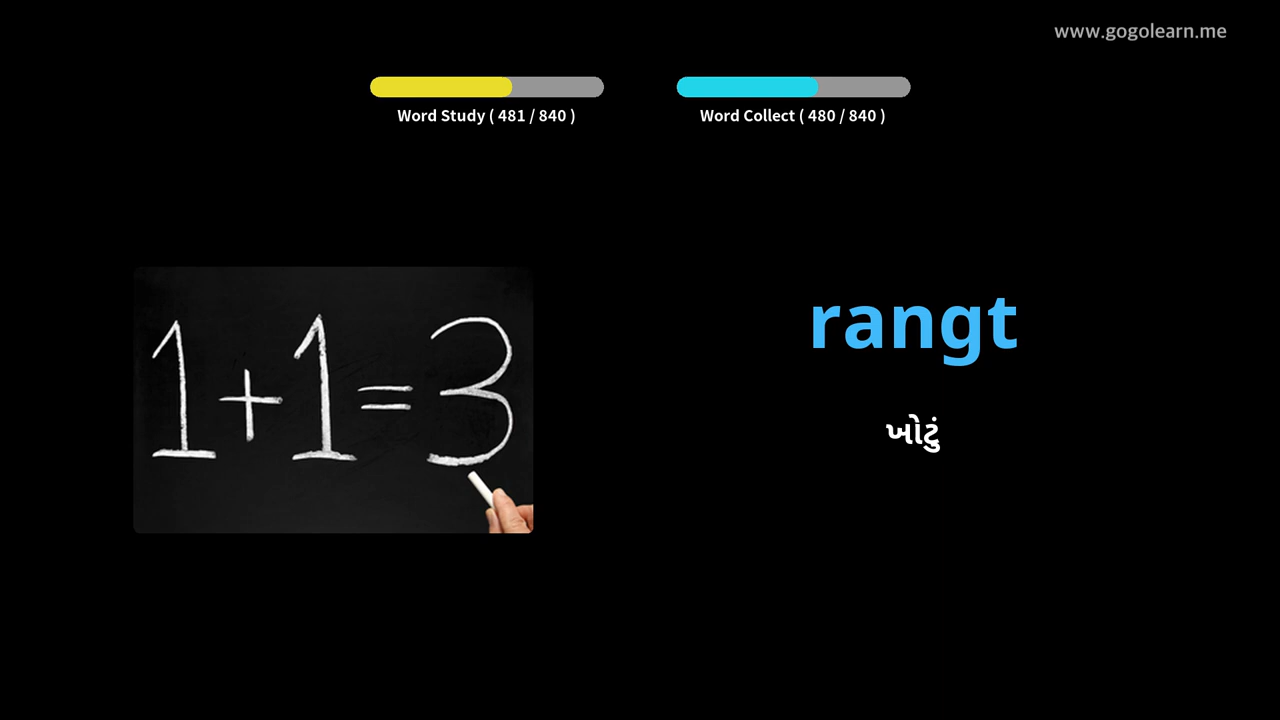 www.gogolearn.me
Word Study ( 481 / 840 )
Word Collect ( 480 / 840 )
1+1=3
rangt
ખોટું